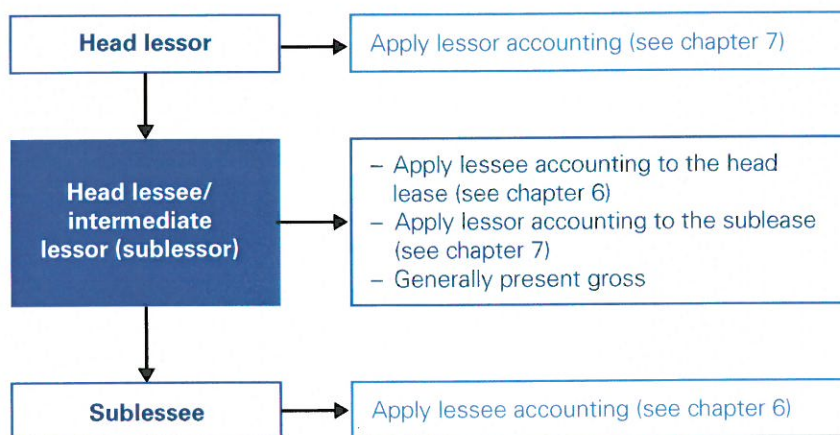 Head lessor
Apply lessor accounting (see chapter 7)
Head lessee/
intermediate
lessor (sublessor)
– Apply lessee accounting to the head
lease (see chapter 6)
– Apply lessor accounting to the sublease
(see chapter 7)
– Generally present gross
Sublessee
Apply lessee accounting (see chapter 6)